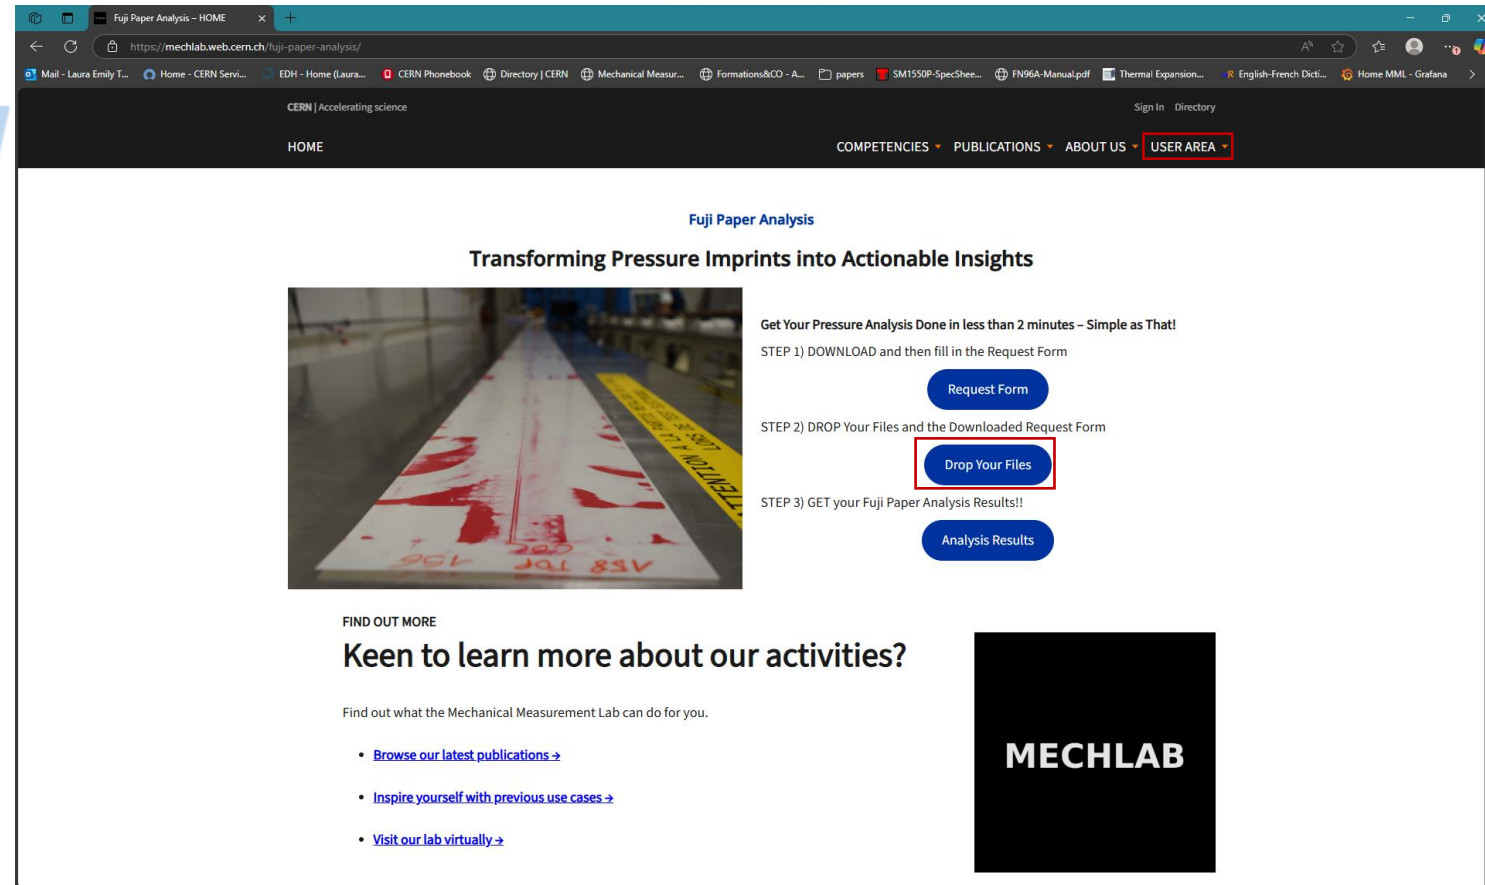 Fuji Paper Analysis – HOME
https://mechlab.web.cern.ch/fuji-paper-analysis/
Mail - Laura Emily T... Home - CERN Servi... EDH - Home (Laura... CERN Phonebook Directory | CERN Mechanical Measur... Formations&CO - A... papers SM1550P-SpecShee... FN96A-Manual.pdf Thermal Expansion... English-French Dicti... Home MML - Grafana
CERN | Accelerating science
Sign In Directory
HOME
COMPETENCIES PUBLICATIONS ABOUT US USER AREA
Fuji Paper Analysis
Transforming Pressure Imprints into Actionable Insights
Get Your Pressure Analysis Done in less than 2 minutes – Simple as That!
STEP 1) DOWNLOAD and then fill in the Request Form
Request Form
STEP 2) DROP Your Files and the Downloaded Request Form
Drop Your Files
STEP 3) GET your Fuji Paper Analysis Results!!
Analysis Results
ATTENTION A LA
LORS DE
158 TOP
156
FIND OUT MORE
Keen to learn more about our activities?
Find out what the Mechanical Measurement Lab can do for you.
• Browse our latest publications →
• Inspire yourself with previous use cases →
• Visit our lab virtually →
MECHLAB